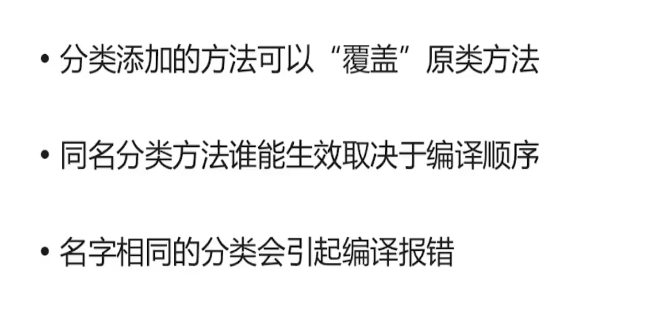 • 分类添加的方法可以“覆盖”原类方法
• 同名分类方法谁能生效取决于编译顺序
• 名字相同的分类会引起编译报错